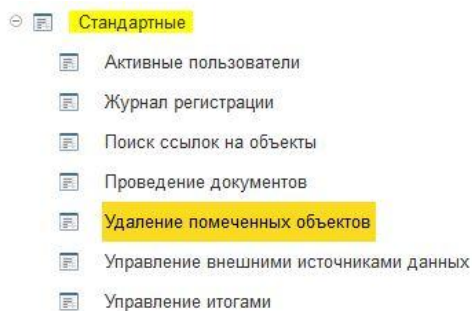 Стандартные
Активные пользователи
Журнал регистрации
Поиск ссылок на объекты
Проведение документов
Удаление помеченных объектов
Управление внешними источниками данных
Управление итогами